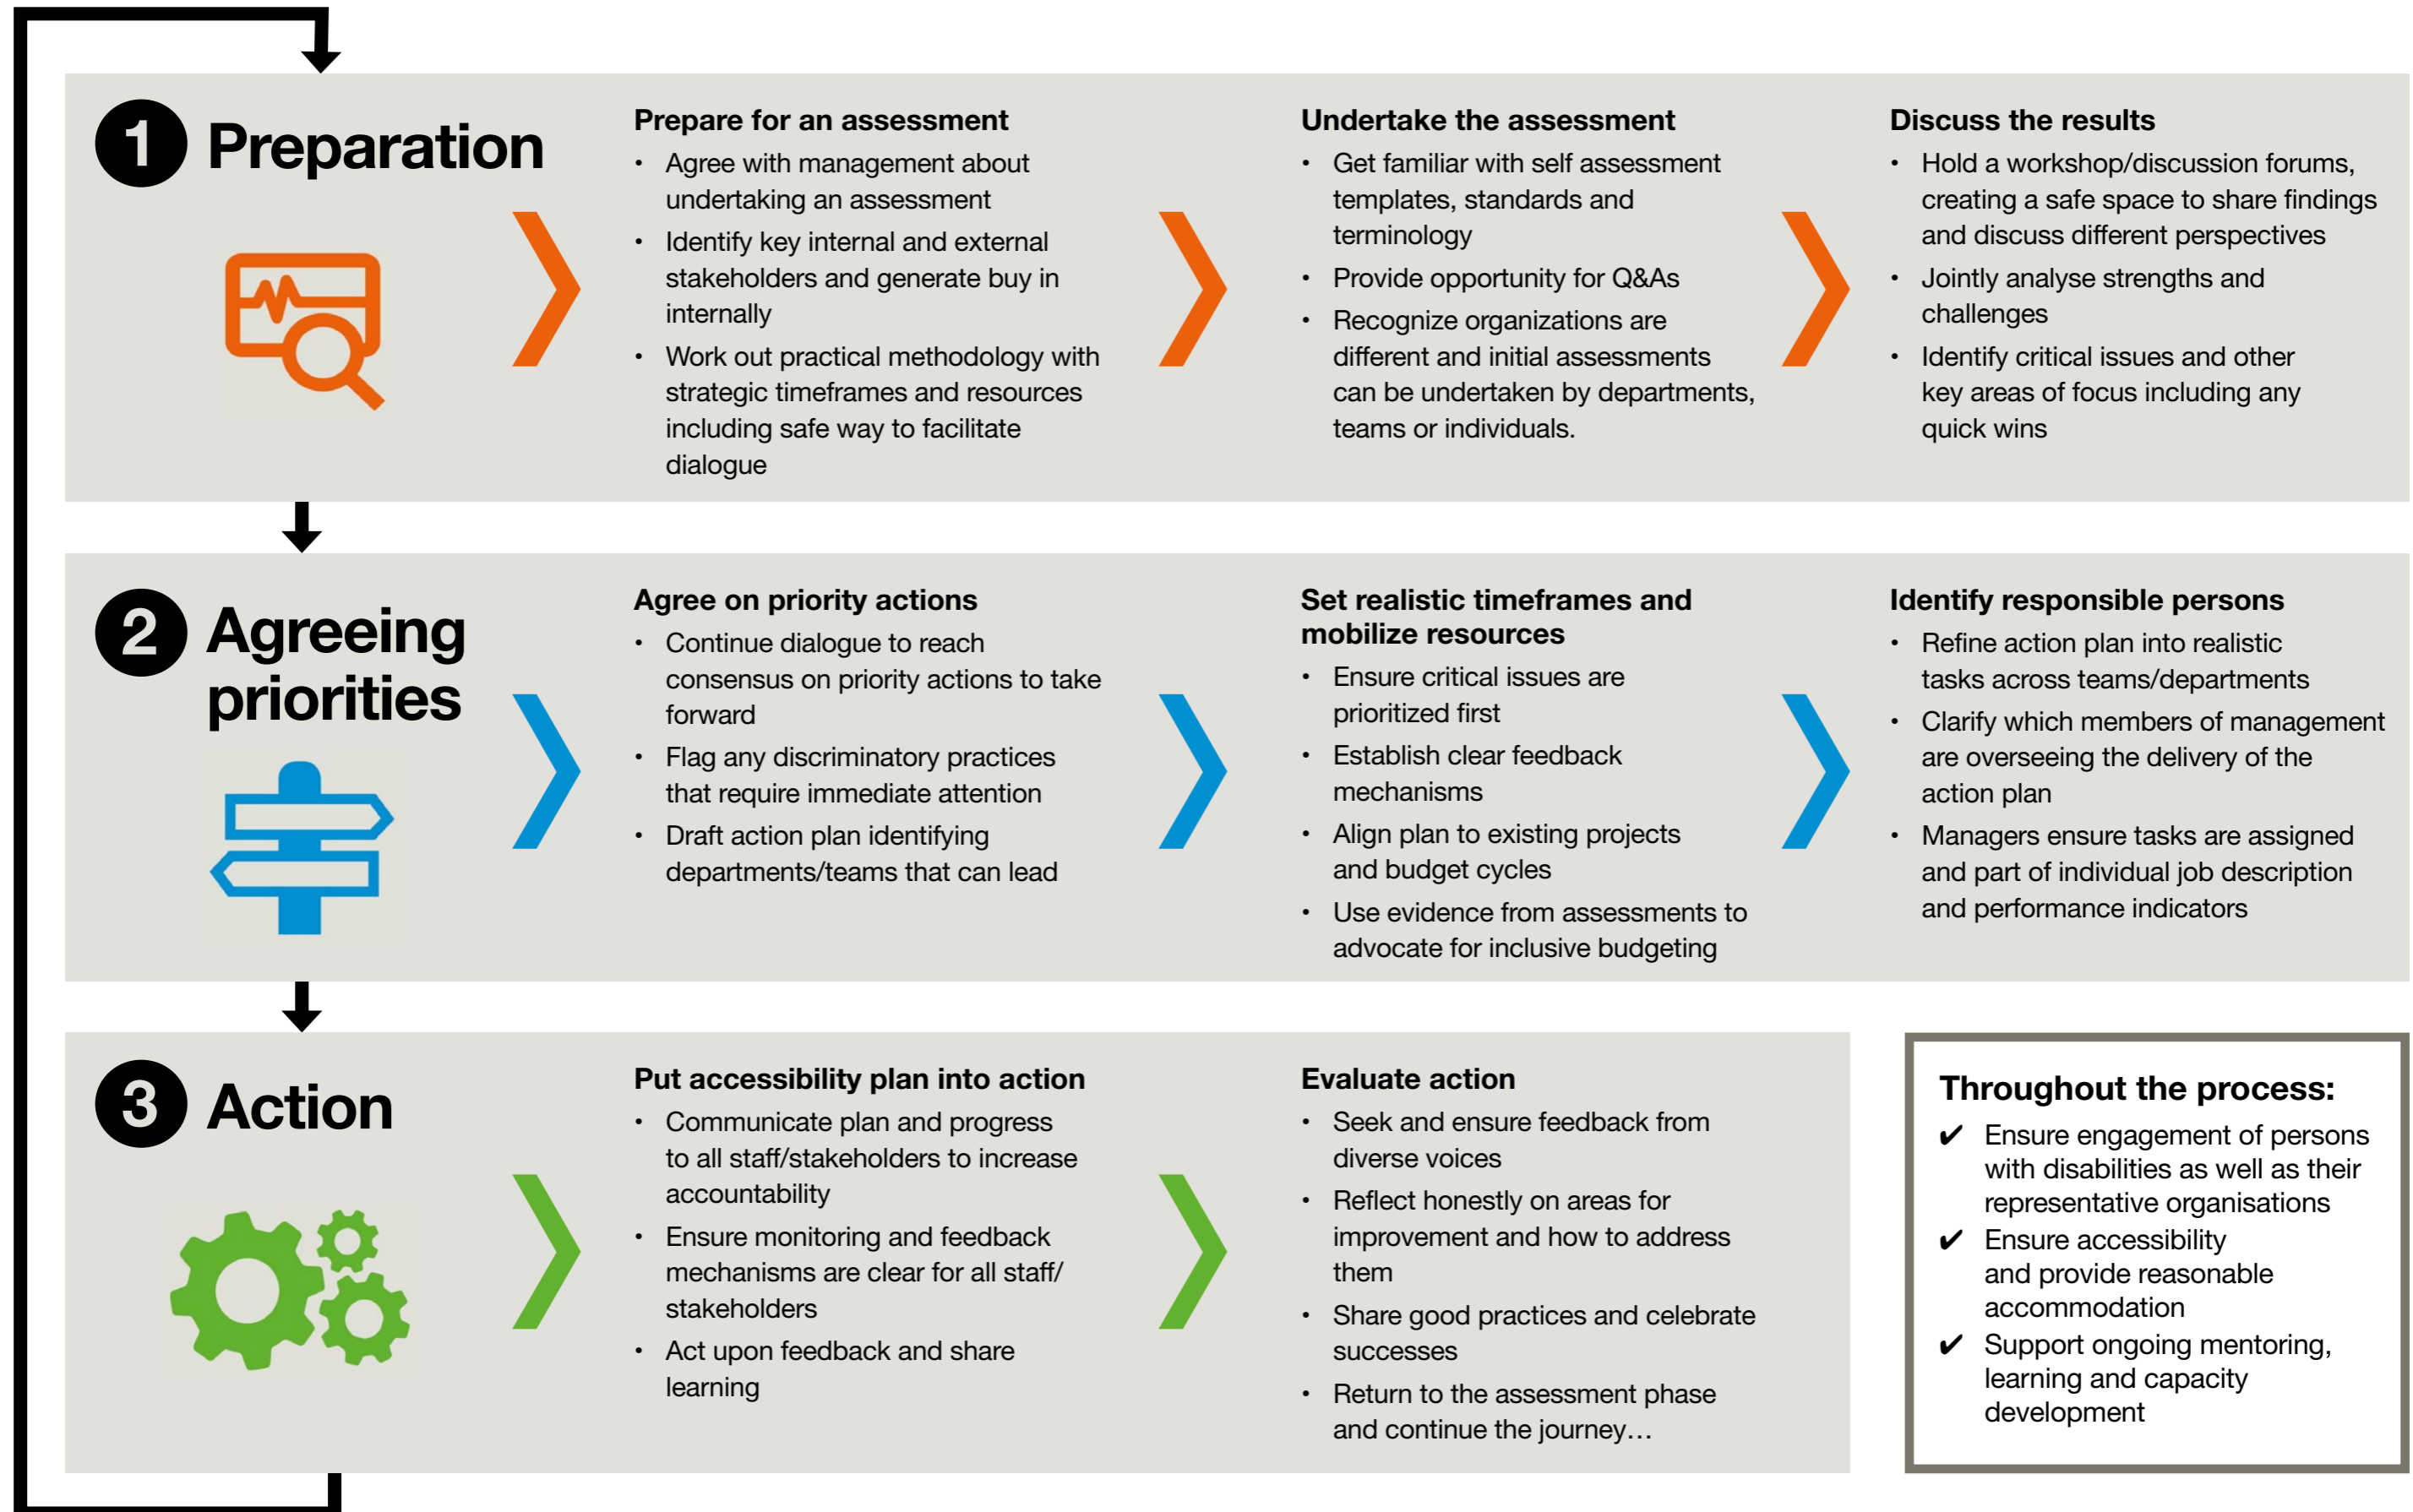 1 Preparation
Prepare for an assessment
• Agree with management about
undertaking an assessment
• Identify key internal and external
stakeholders and generate buy in
internally
• Work out practical methodology with
strategic timeframes and resources
including safe way to facilitate
dialogue
Undertake the assessment
• Get familiar with self assessment
templates, standards and
terminology
• Provide opportunity for Q&As
• Recognize organizations are
different and initial assessments
can be undertaken by departments,
teams or individuals.
Discuss the results
• Hold a workshop/discussion forums,
creating a safe space to share findings
and discuss different perspectives
• Jointly analyse strengths and
challenges
• Identify critical issues and other
key areas of focus including any
quick wins
2 Agreeing
priorities
Agree on priority actions
• Continue dialogue to reach
consensus on priority actions to take
forward
• Flag any discriminatory practices
that require immediate attention
• Draft action plan identifying
departments/teams that can lead
Set realistic timeframes and
mobilize resources
• Ensure critical issues are
prioritized first
• Establish clear feedback
mechanisms
• Align plan to existing projects
and budget cycles
• Use evidence from assessments to
advocate for inclusive budgeting
Identify responsible persons
• Refine action plan into realistic
tasks across teams/departments
• Clarify which members of management
are overseeing the delivery of the
action plan
• Managers ensure tasks are assigned
and part of individual job description
and performance indicators
3 Action
Put accessibility plan into action
• Communicate plan and progress
to all staff/stakeholders to increase
accountability
• Ensure monitoring and feedback
mechanisms are clear for all staff/
stakeholders
• Act upon feedback and share
learning
Evaluate action
• Seek and ensure feedback from
diverse voices
• Reflect honestly on areas for
improvement and how to address
them
• Share good practices and celebrate
successes
• Return to the assessment phase
and continue the journey…
Throughout the process:
✔ Ensure engagement of persons
with disabilities as well as their
representative organisations
✔ Ensure accessibility
and provide reasonable
accommodation
✔ Support ongoing mentoring,
learning and capacity
development